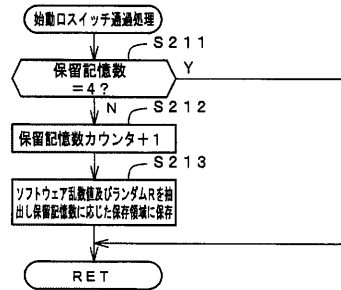 始動口スイッチ通過処理
S211
保留記憶数
=4?
Y
N
S212
保留記憶数カウンタ+1
S213
ソフトウェア乱数値及びランダムRを抽
出し保留記憶数に応じた保存領域に保存
RET